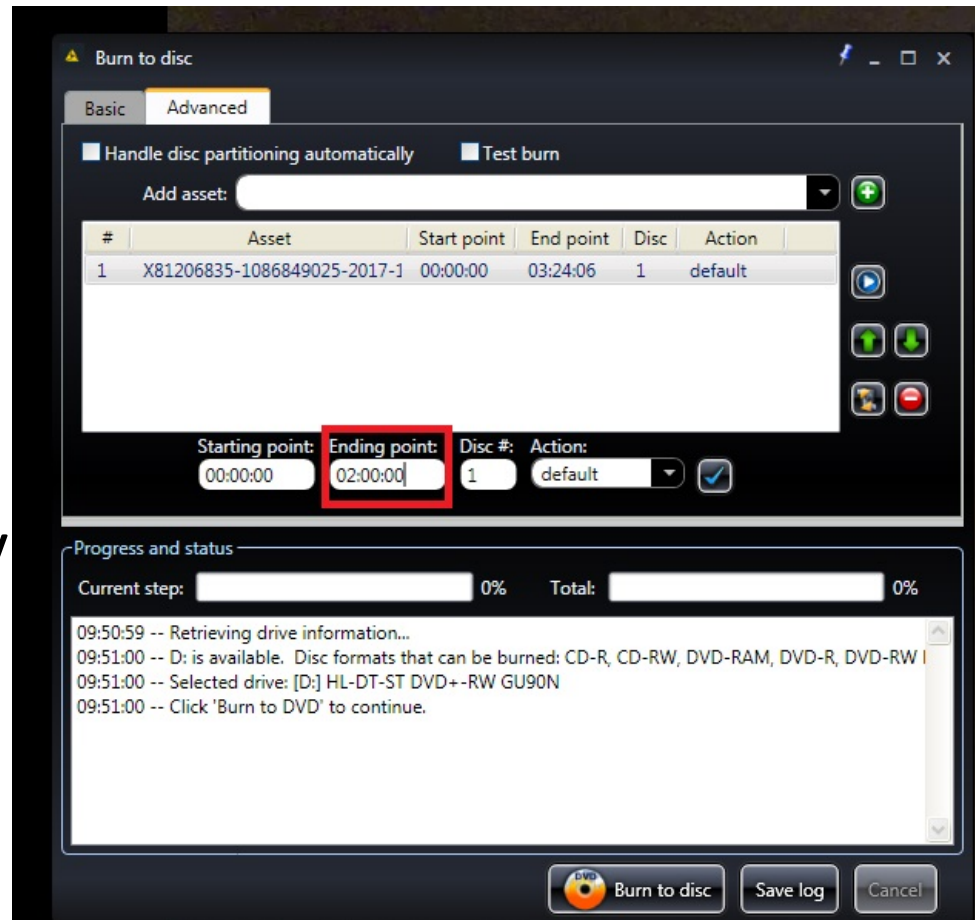 Burn to disc
Basic Advanced
Handle disc partitioning automatically Test burn
Add asset:
# Asset Start point End point Disc Action
1 X81206835-1086849025-2017-1 00:00:00 03:24:06 1 default
Starting point: Ending point: Disc #: Action:
00:00:00 02:00:00 1 default
y
Progress and status
Current step: 0% Total: 0%
09:50:59 -- Retrieving drive information...
09:51:00 -- D: is available. Disc formats that can be burned: CD-R, CD-RW, DVD-RAM, DVD-R, DVD-RW
09:51:00 -- Selected drive: [D:] HL-DT-ST DVD+-RW GU90N
09:51:00 -- Click 'Burn to DVD' to continue.
DVD Burn to disc Save log Cancel